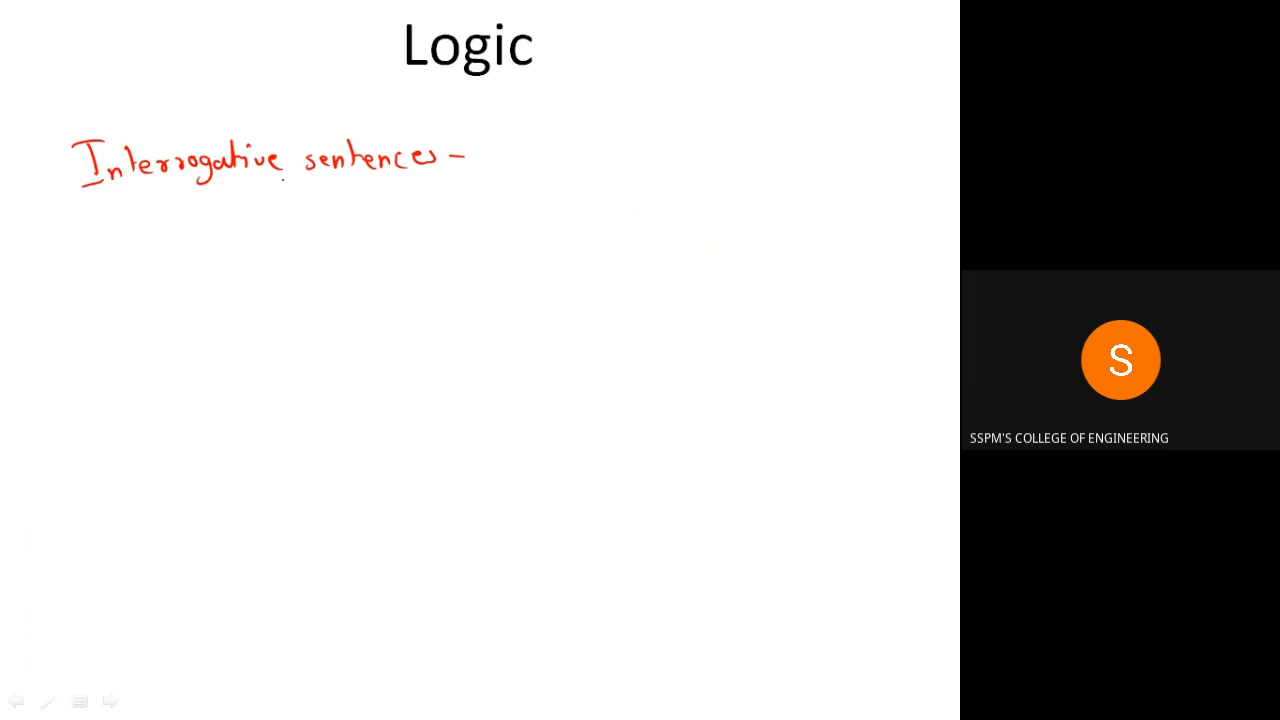 Logic
Interrogative sentences -
S
SSPM'S COLLEGE OF ENGINEERING